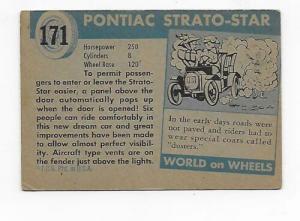 171
PONTIAC STRATO-STAR
Horsepower 250
Cylinders 8
Wheel Base 120"
To permit passen-
gers to enter or leave the Strato-
Star easier, a panel above the
door automatically pops up
when the door is opened! Six
people can ride comfortably in
this new dream car and great
improvements have been made to
allow almost perfect visibil-
ity. Aircraft type vents are on
the fender just above the lights.
T.C.G. PTD. IN U.S.A.
In the early days roads were
not paved and riders had to
wear special coats called
"dusters."
WORLD on WHEELS